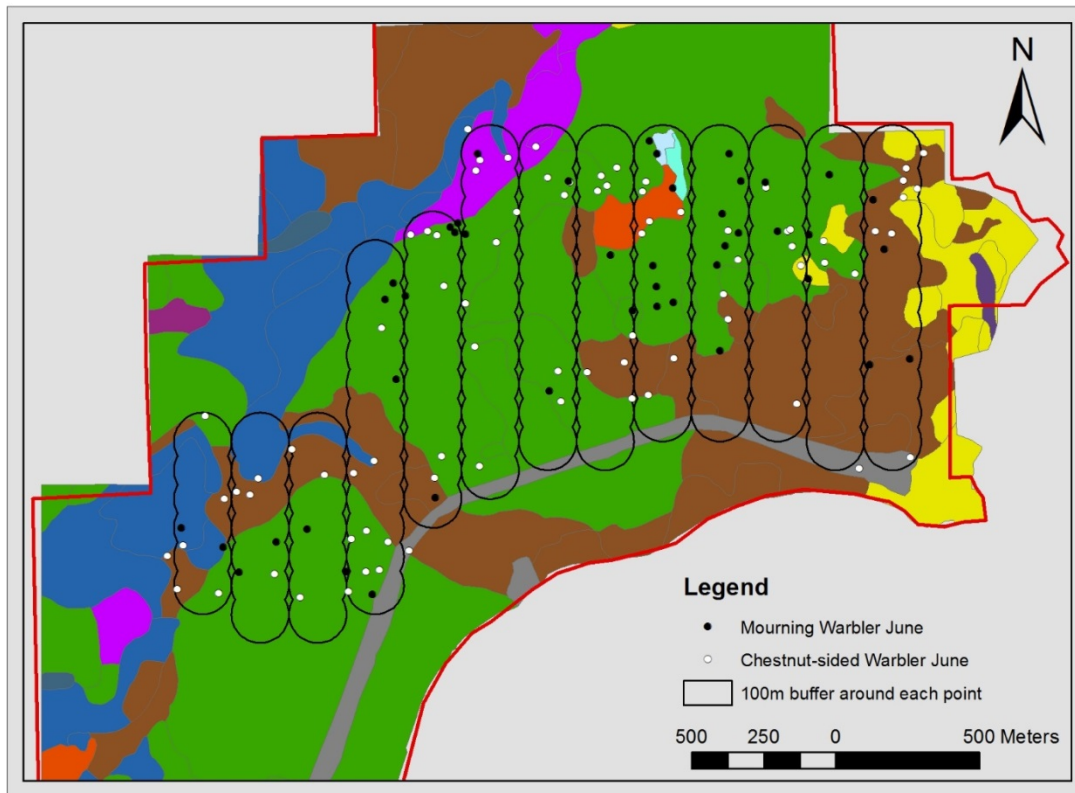 N
Legend
Mourning Warbler June
Chestnut-sided Warbler June
100m buffer around each point
500 250 0 500 Meters